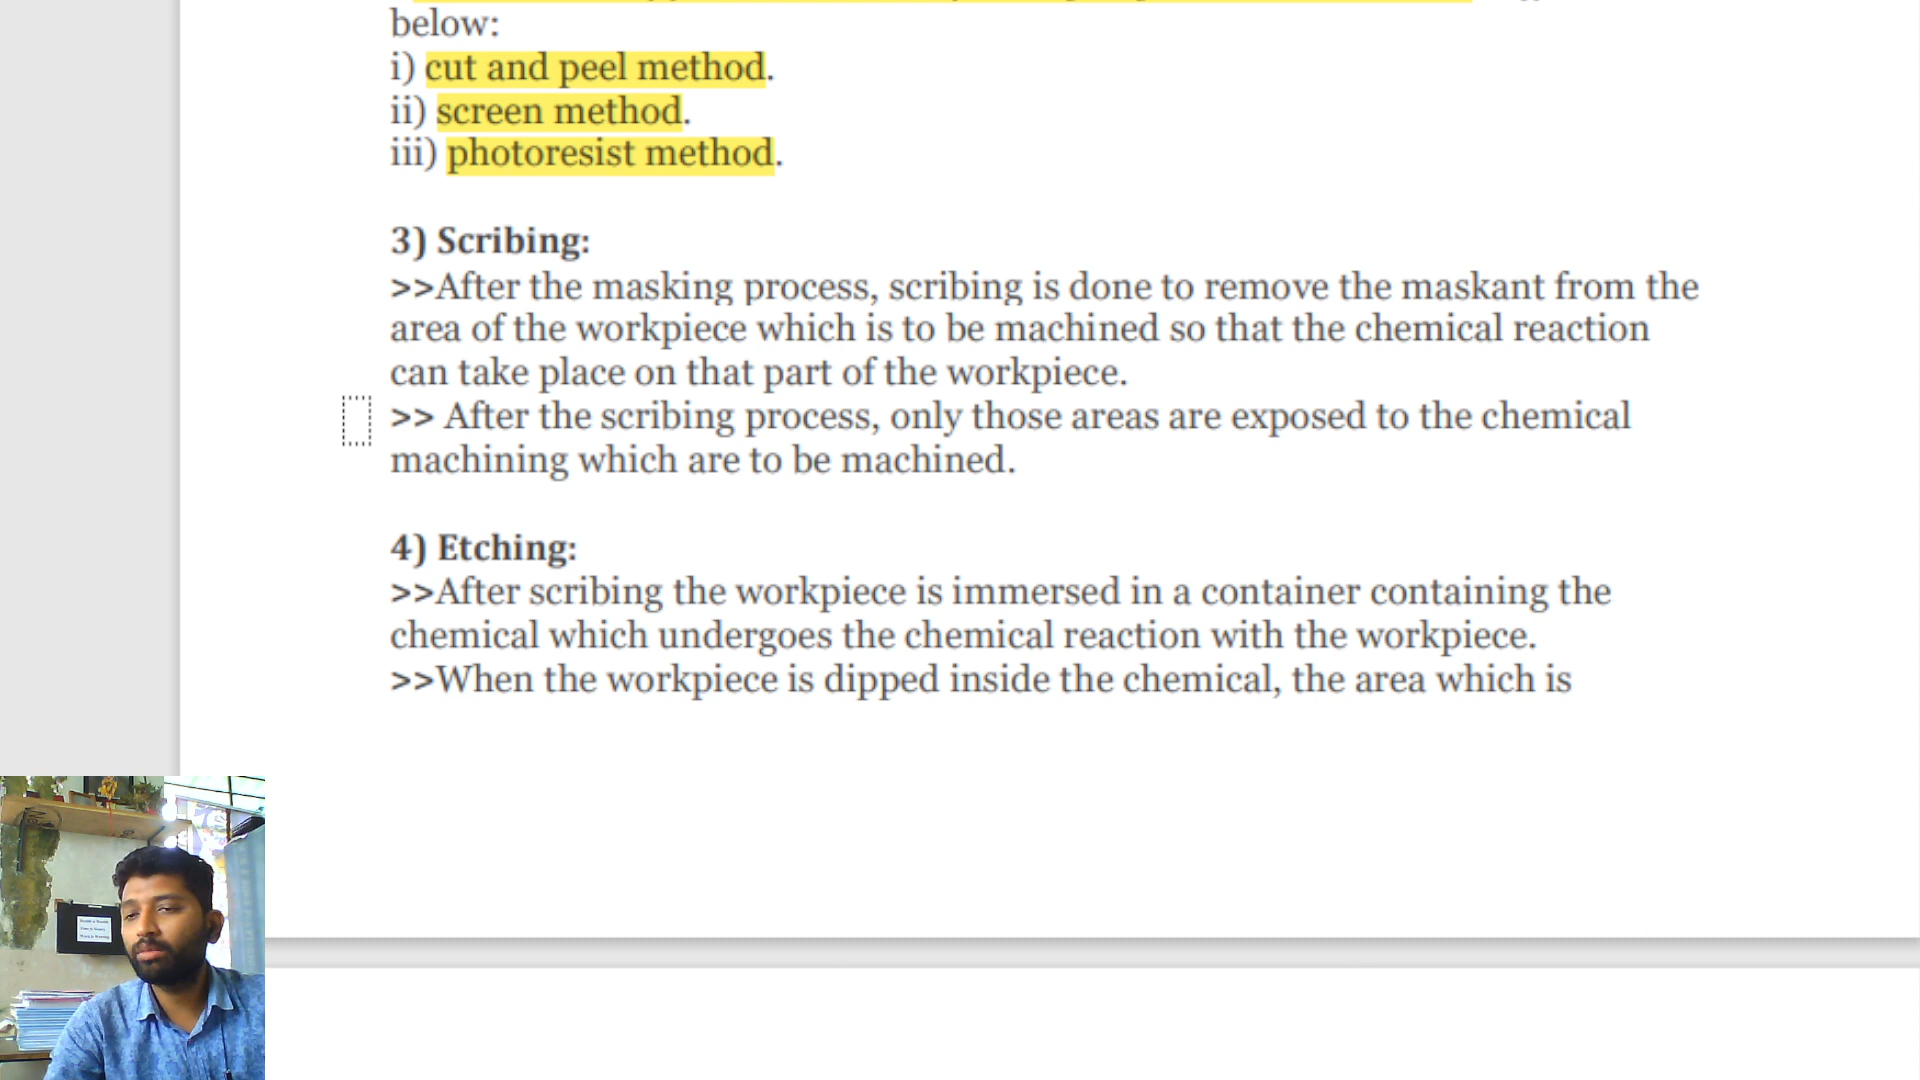 below:
i) cut and peel method.
ii) screen method.
iii) photoresist method.
3) Scribing:
>>After the masking process, scribing is done to remove the maskant from the
area of the workpiece which is to be machined so that the chemical reaction
can take place on that part of the workpiece.
>> After the scribing process, only those areas are exposed to the chemical
machining which are to be machined.
4) Etching:
>>After scribing the workpiece is immersed in a container containing the
chemical which undergoes the chemical reaction with the workpiece.
>>When the workpiece is dipped inside the chemical, the area which is